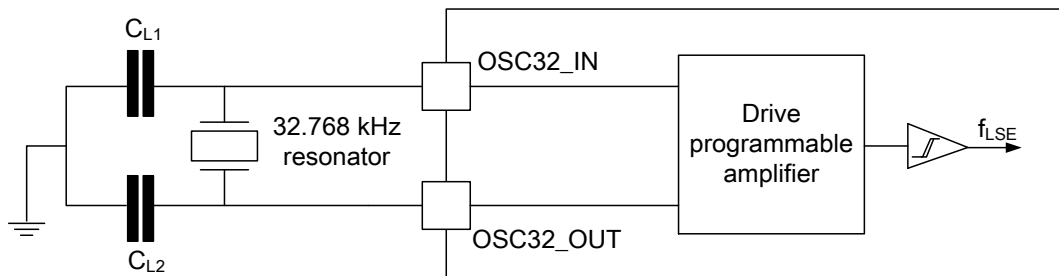 CL1
OSC32_IN
32.768 kHz
resonator
Drive
programmable
amplifier
fLSE
CL2
OSC32_OUT